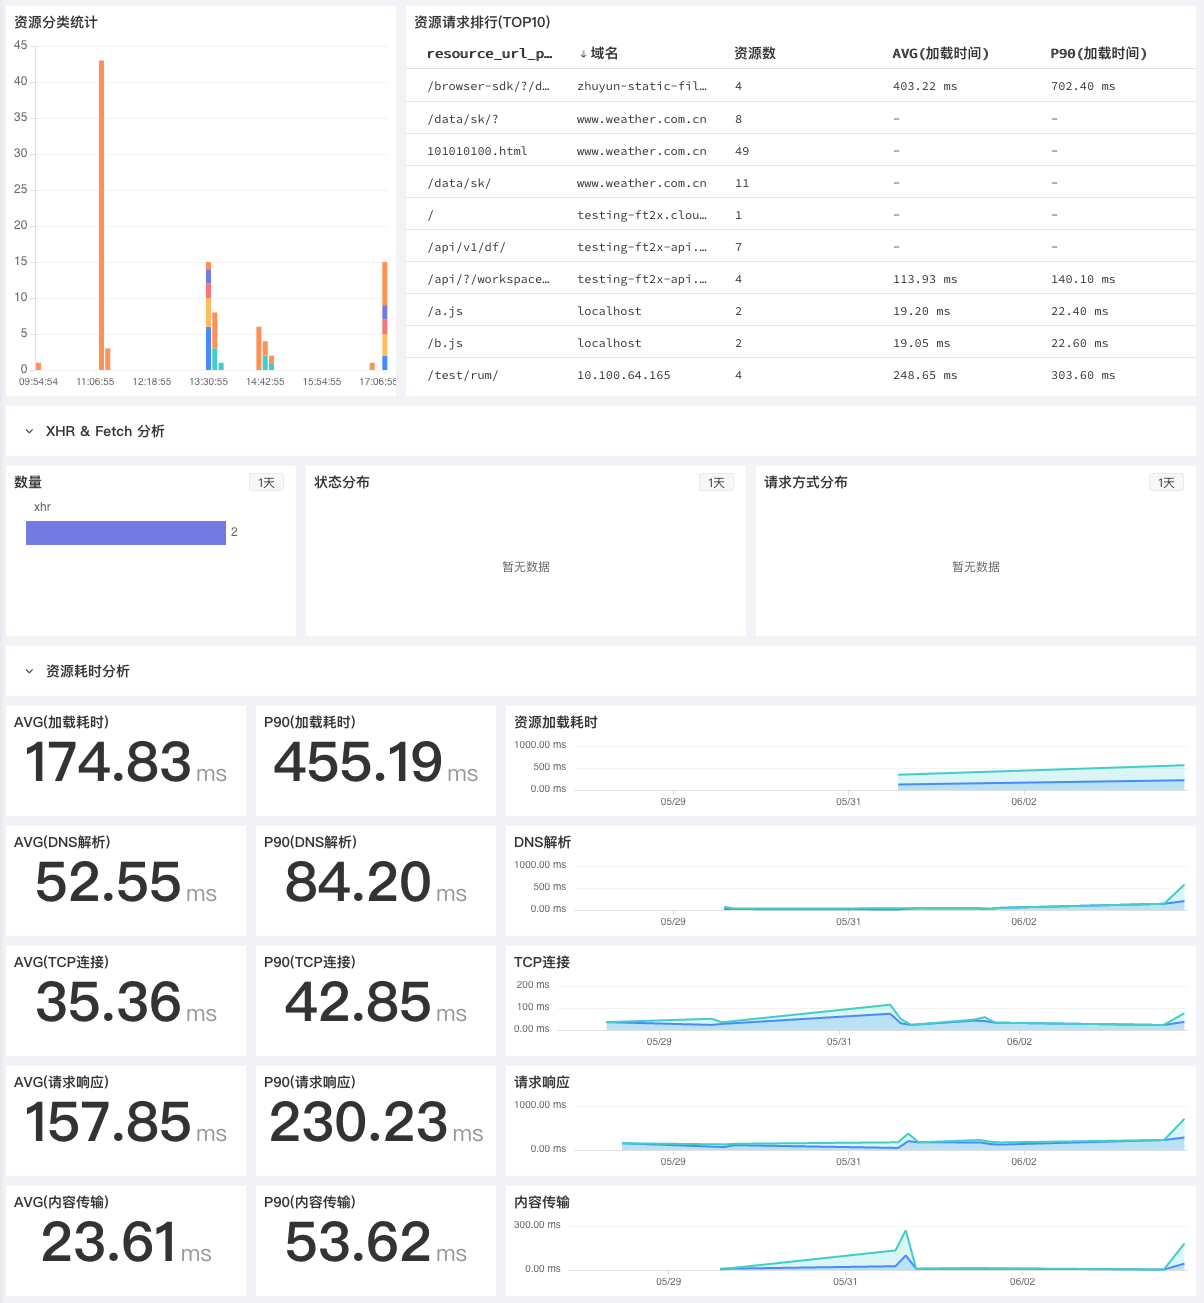 资源分类统计
45
40
35
30
25
20
15
10
5
0
09:54:54 11:06:55 12:18:55 13:30:55 14:42:55 15:54:55 17:06:55
资源请求排行(TOP10)
resource_url_p… ↓ 域名 资源数 AVG(加载时间) P90(加载时间)
/browser-sdk/?/d… zhuyun-static-fil… 4 403.22 ms 702.40 ms
/data/sk/? www.weather.com.cn 8 - -
101010100.html www.weather.com.cn 49 - -
/data/sk/ www.weather.com.cn 11 - -
/ testing-ft2x.clou… 1 - -
/api/v1/df/ testing-ft2x-api.… 7 - -
/api/?/workspace… testing-ft2x-api.… 4 113.93 ms 140.10 ms
/a.js localhost 2 19.20 ms 22.40 ms
/b.js localhost 2 19.05 ms 22.60 ms
/test/rum/ 10.100.64.165 4 248.65 ms 303.60 ms
XHR & Fetch 分析
数量 1天
xhr
2
状态分布 1天
暂无数据
请求方式分布 1天
暂无数据
资源耗时分析
AVG(加载耗时)
174.83 ms
P90(加载耗时)
455.19 ms
资源加载耗时
1000.00 ms
500 ms
0.00 ms
05/29 05/31 06/02
AVG(DNS解析)
52.55 ms
P90(DNS解析)
84.20 ms
DNS解析
1000.00 ms
500 ms
0.00 ms
05/29 05/31 06/02
AVG(TCP连接)
35.36 ms
P90(TCP连接)
42.85 ms
TCP连接
200 ms
100 ms
0.00 ms
05/29 05/31 06/02
AVG(请求响应)
157.85 ms
P90(请求响应)
230.23 ms
请求响应
1000.00 ms
0.00 ms
05/29 05/31 06/02
AVG(内容传输)
23.61 ms
P90(内容传输)
53.62 ms
内容传输
300.00 ms
0.00 ms
05/29 05/31 06/02